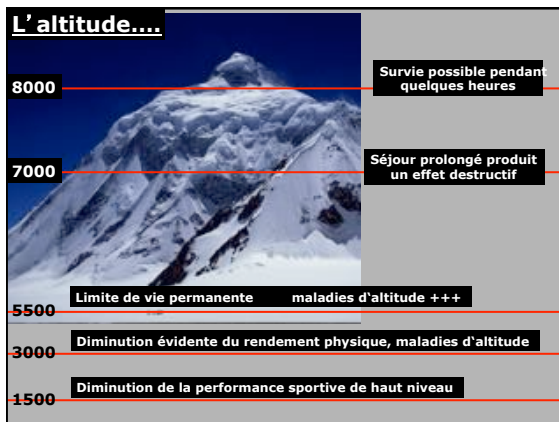 L'altitude....
8000
Survie possible pendant
quelques heures
7000
Séjour prolongé produit
un effet destructif
Limite de vie permanente maladies d'altitude +++
5500
Diminution évidente du rendement physique, maladies d'altitude
3000
Diminution de la performance sportive de haut niveau
1500